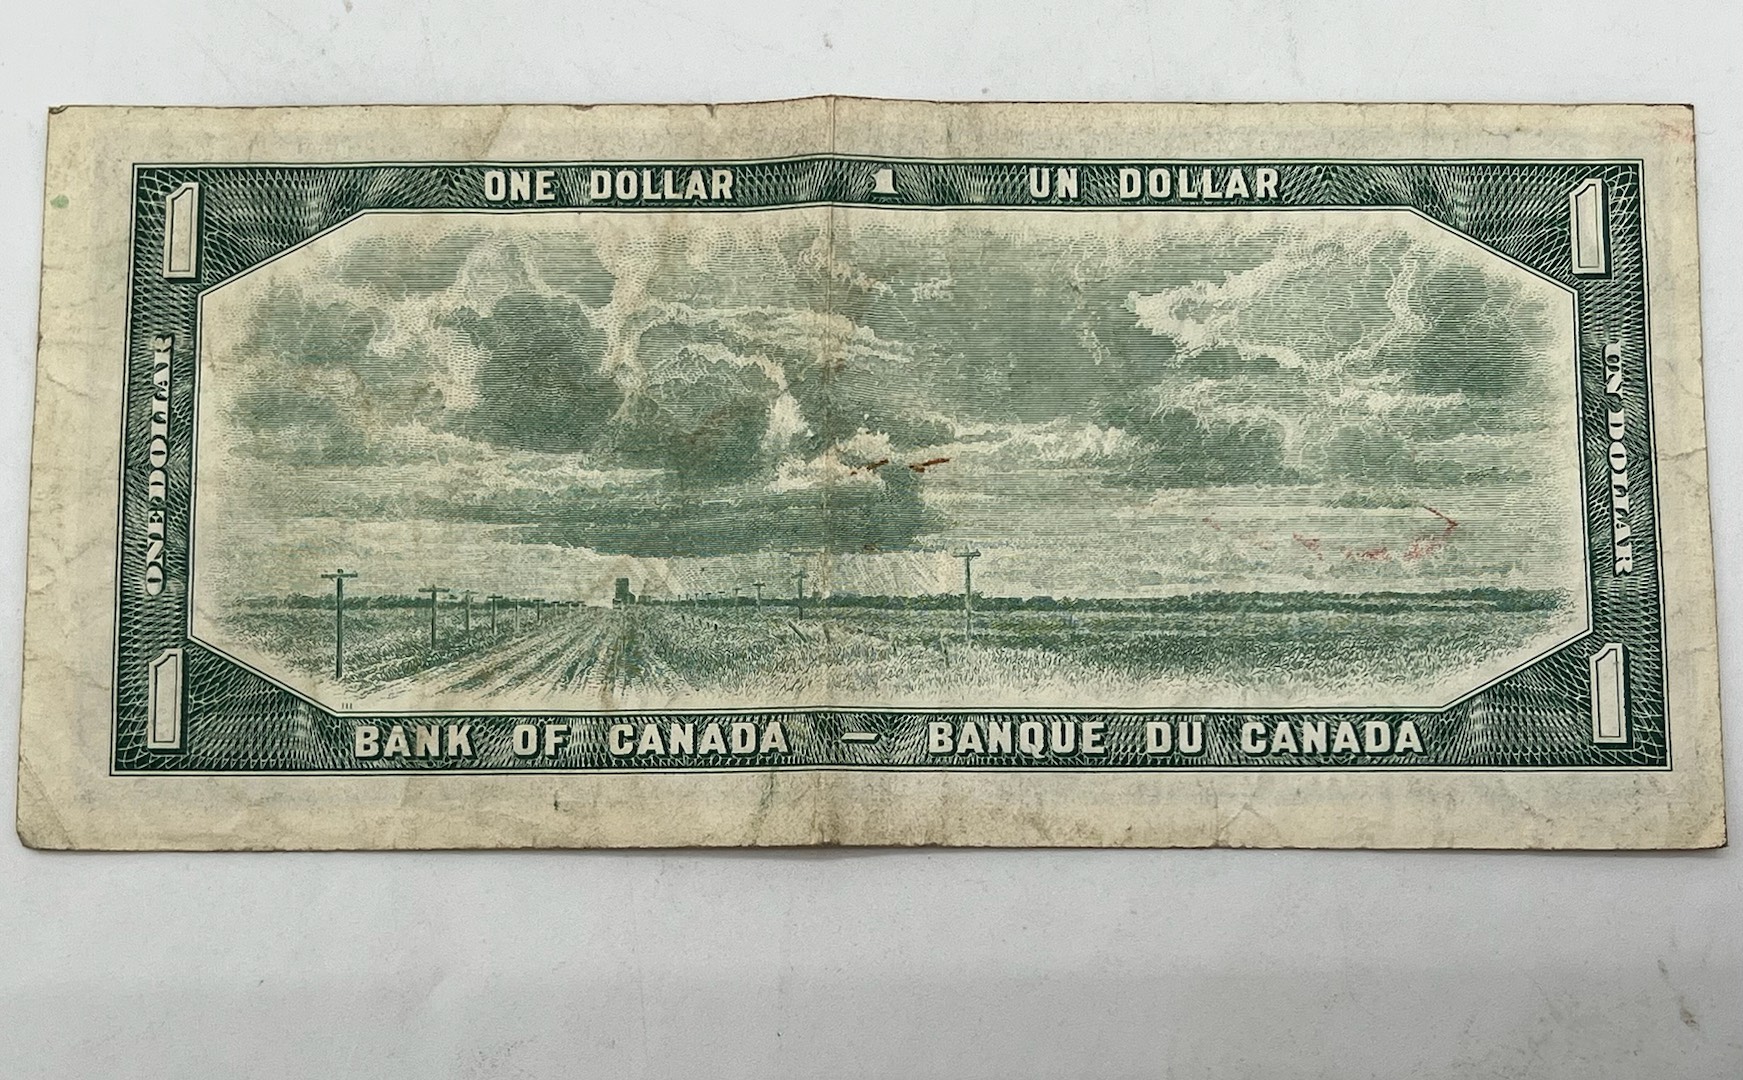 ONE DOLLAR 1 UN DOLLAR
1 1
ONE DOLLAR
UN DOLLAR
1 1
BANK OF CANADA — BANQUE DU CANADA